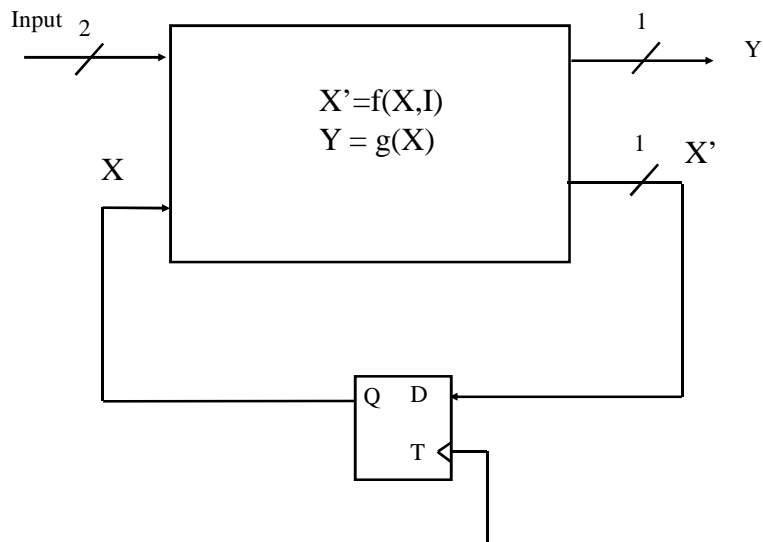 Input
2
1
Y
X’=f(X,I)
Y = g(X)
X
1
X’
Q D
T